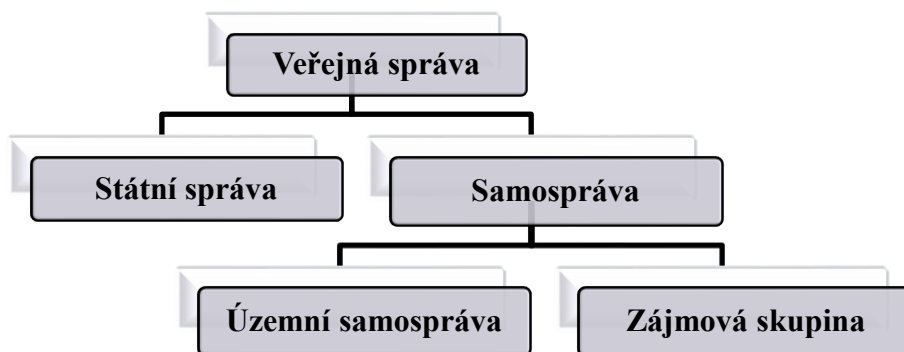 Veřejná správa
Státní správa
Samospráva
Územní samospráva
Zájmová skupina